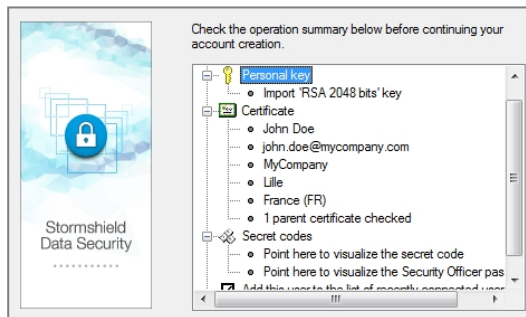 Check the operation summary below before continuing your
account creation.
Personal key
Import 'RSA 2048 bits' key
Certificate
John Doe
john.doe@mycompany.com
MyCompany
Lille
France (FR)
1 parent certificate checked
Secret codes
Point here to visualize the secret code
Point here to visualize the Security Officer pas
Add this user to the list of recently connected user
Stormshield
Data Security